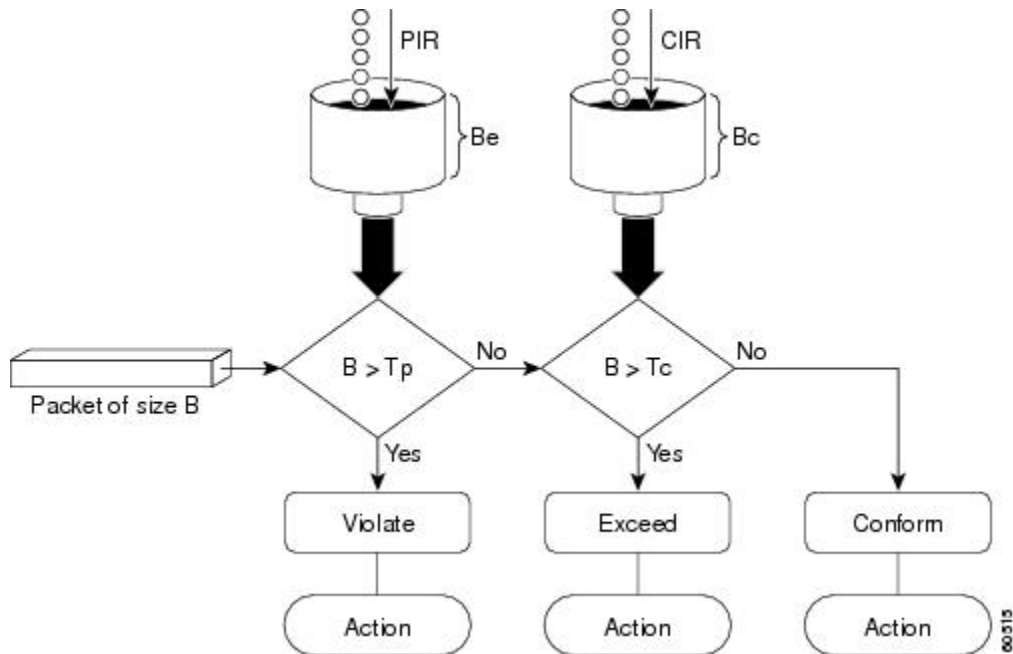 PIR
CIR
Be
Bc
B > Tp
No
B > Tc
No
Packet of size B
Yes
Yes
Violate
Exceed
Conform
Action
Action
Action
60515